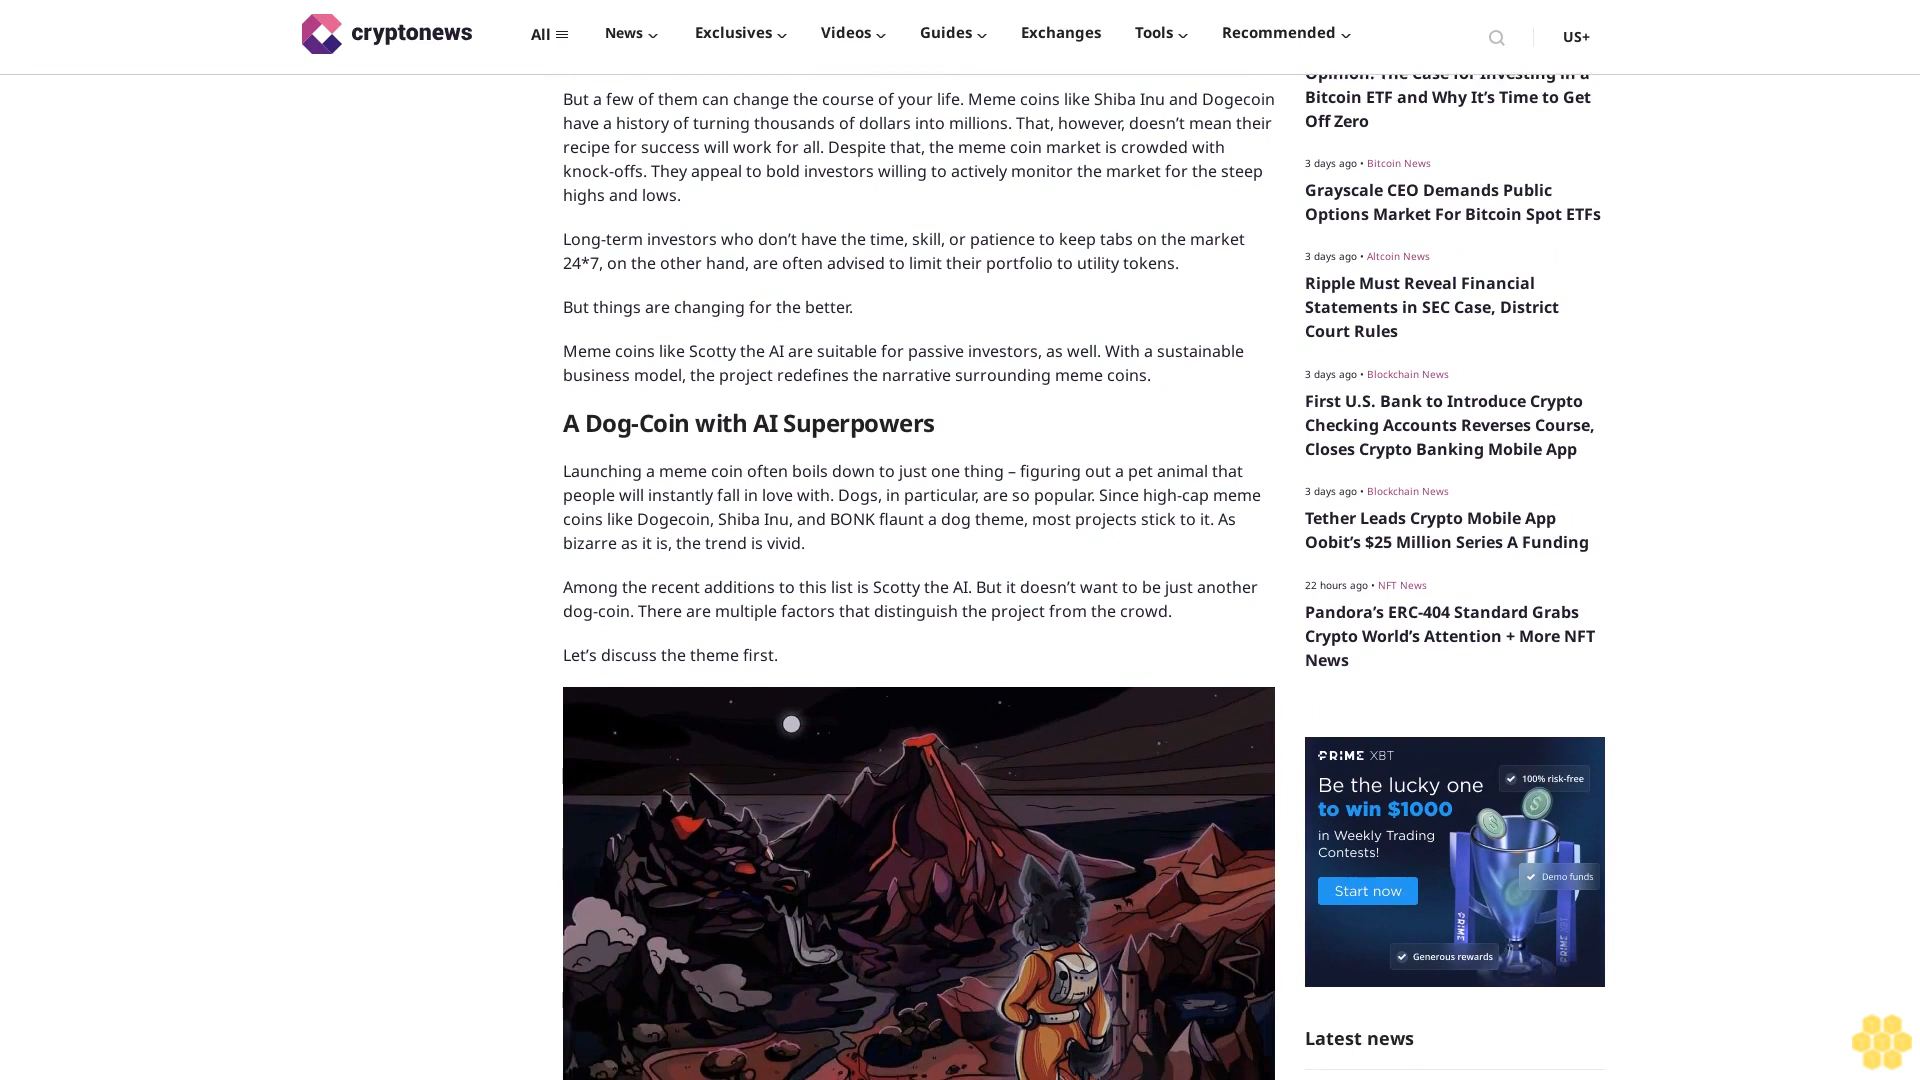 cryptonews
All
News
Exclusives
Videos
Guides
Exchanges
Tools
Recommended
US+
But a few of them can change the course of your life. Meme coins like Shiba Inu and Dogecoin
have a history of turning thousands of dollars into millions. That, however, doesn’t mean their
recipe for success will work for all. Despite that, the meme coin market is crowded with
knock-offs. They appeal to bold investors willing to actively monitor the market for the steep
highs and lows.
Long-term investors who don’t have the time, skill, or patience to keep tabs on the market
24*7, on the other hand, are often advised to limit their portfolio to utility tokens.
But things are changing for the better.
Meme coins like Scotty the AI are suitable for passive investors, as well. With a sustainable
business model, the project redefines the narrative surrounding meme coins.
A Dog-Coin with AI Superpowers
Launching a meme coin often boils down to just one thing – figuring out a pet animal that
people will instantly fall in love with. Dogs, in particular, are so popular. Since high-cap meme
coins like Dogecoin, Shiba Inu, and BONK flaunt a dog theme, most projects stick to it. As
bizarre as it is, the trend is vivid.
Among the recent additions to this list is Scotty the AI. But it doesn’t want to be just another
dog-coin. There are multiple factors that distinguish the project from the crowd.
Let’s discuss the theme first.
Opinion: The Case for Investing in a
Bitcoin ETF and Why It’s Time to Get
Off Zero
3 days ago • Bitcoin News
Grayscale CEO Demands Public
Options Market For Bitcoin Spot ETFs
3 days ago • Altcoin News
Ripple Must Reveal Financial
Statements in SEC Case, District
Court Rules
3 days ago • Blockchain News
First U.S. Bank to Introduce Crypto
Checking Accounts Reverses Course,
Closes Crypto Banking Mobile App
3 days ago • Blockchain News
Tether Leads Crypto Mobile App
Oobit’s $25 Million Series A Funding
22 hours ago • NFT News
Pandora’s ERC-404 Standard Grabs
Crypto World’s Attention + More NFT
News
PRIME XBT
100% risk-free
Be the lucky one
to win $1000
in Weekly Trading
Contests!
Demo funds
Start now
PRIME
PRIME XBT
Generous rewards
Latest news